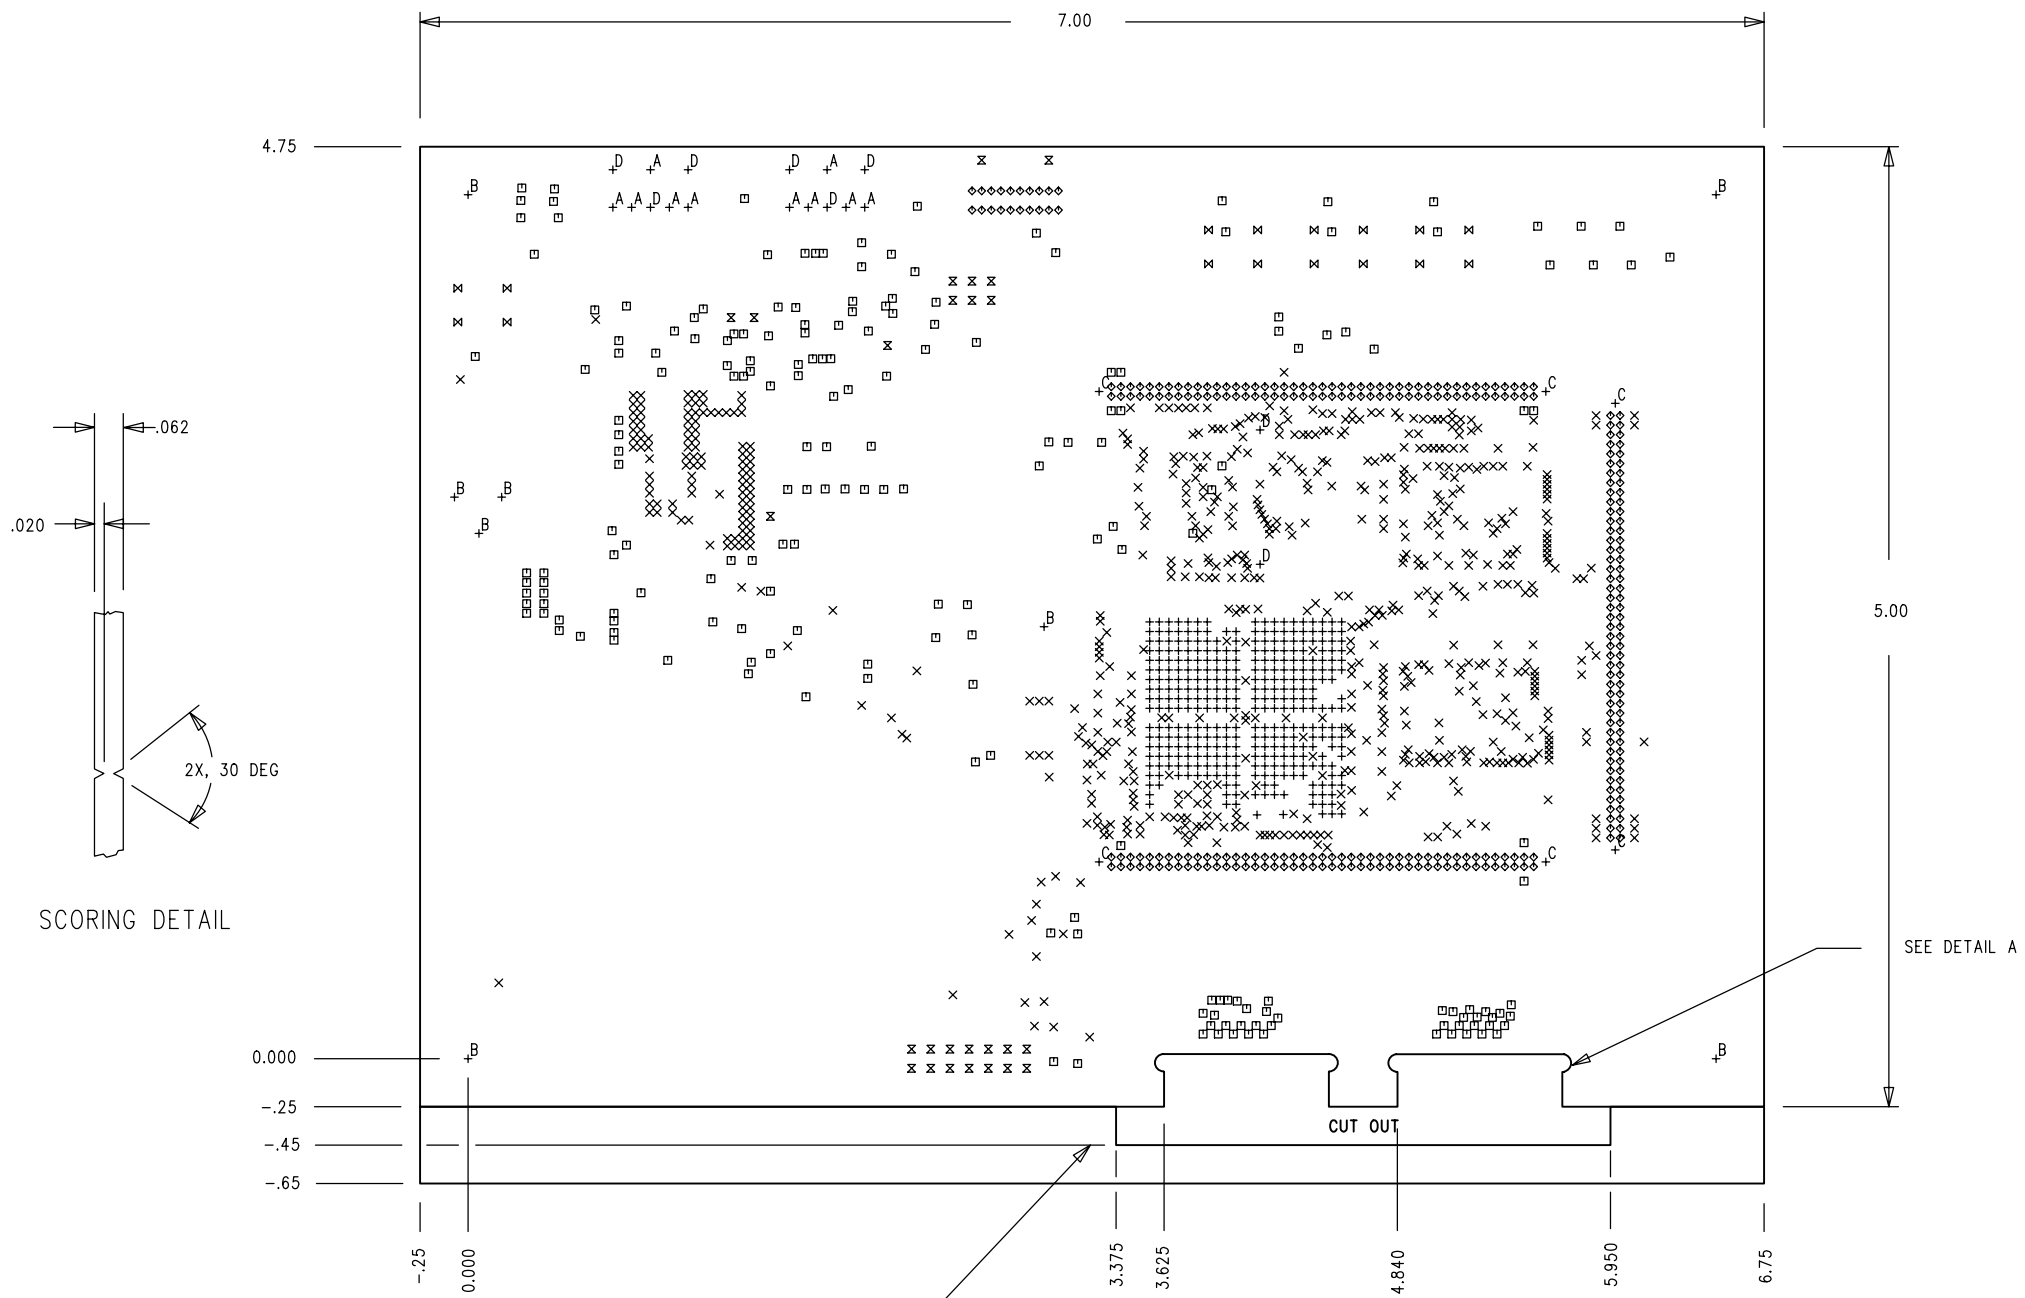 7.00
4.75
D A D D A D
B B
A A D A A A A D A A
C C C
.062
D
B B
.020
B
D
5.00
B
2X, 30 DEG
C C C
SCORING DETAIL
SEE DETAIL A
0.000 B B
-.25
CUT OUT
-.45
-.65
-.25
0.000
3.375
3.625
4.840
5.950
6.75